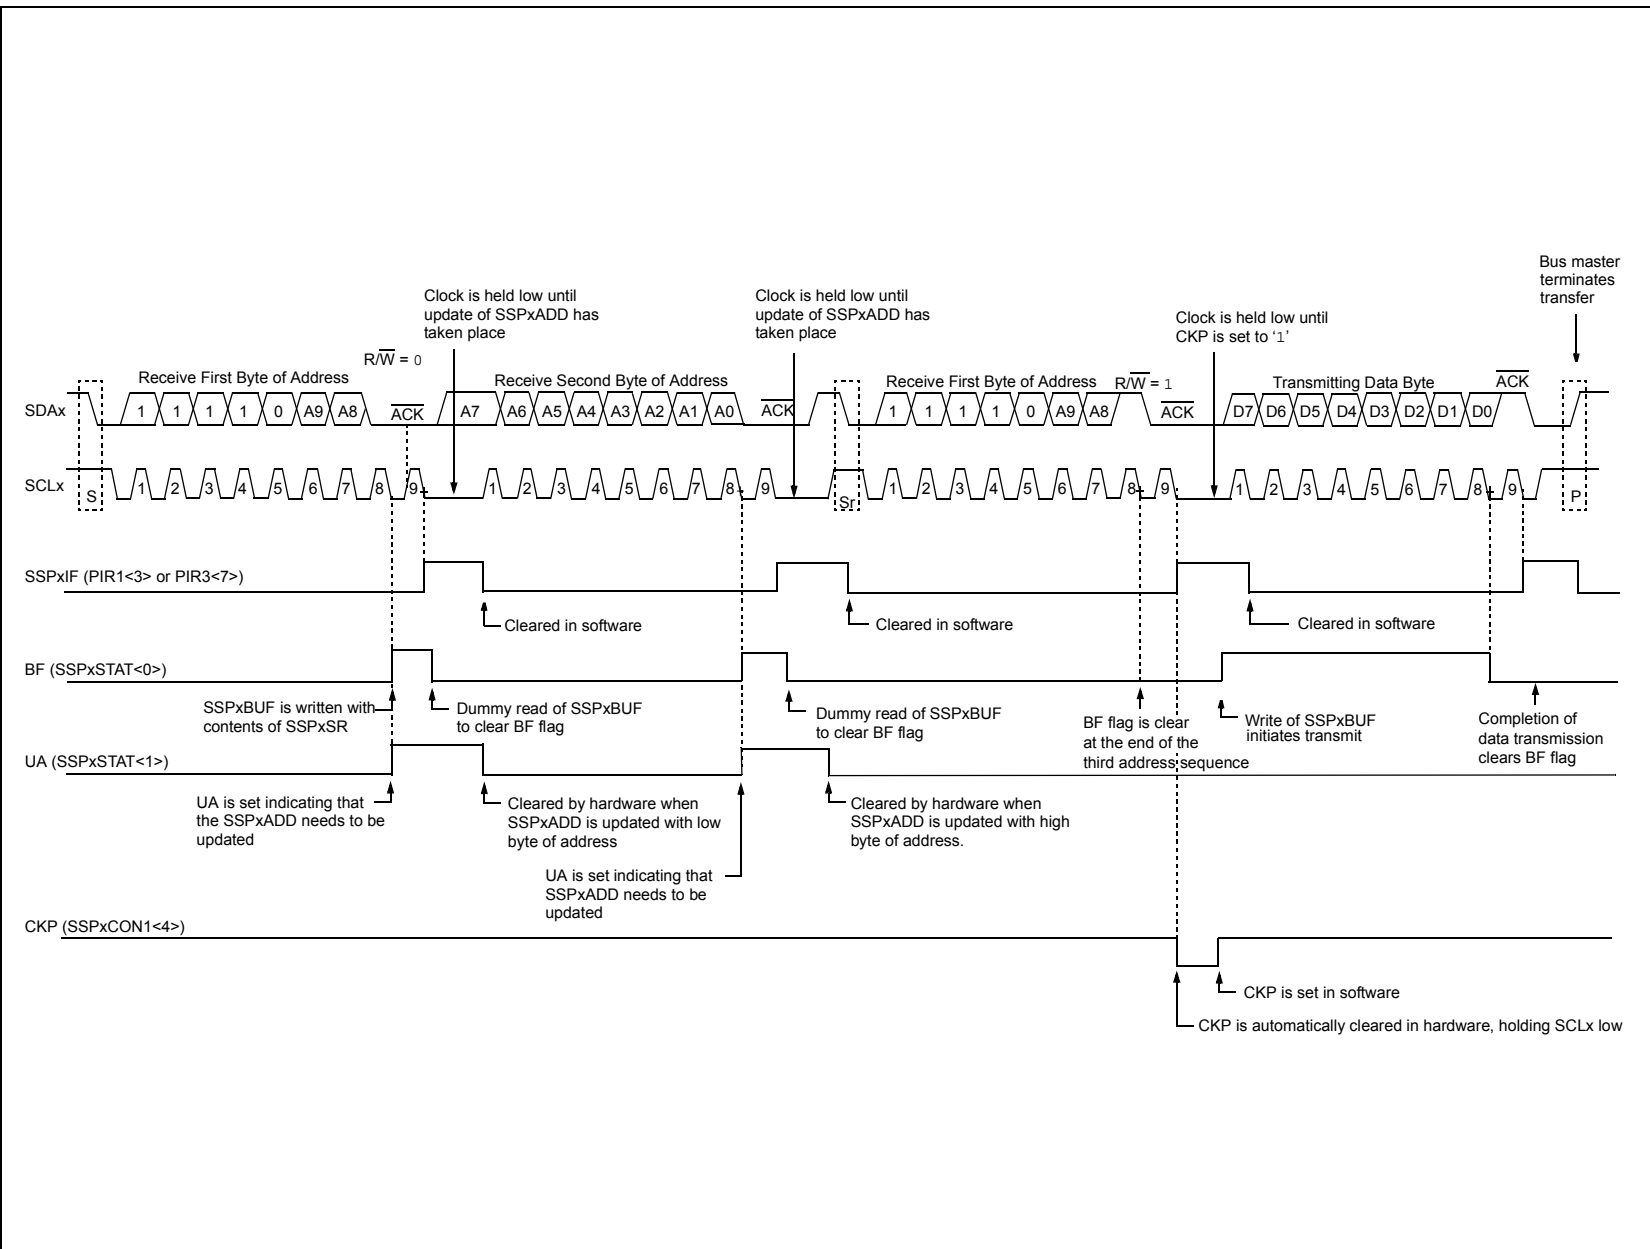 Bus master
terminates
transfer
Clock is held low until
update of SSPxADD has
taken place
Clock is held low until
update of SSPxADD has
taken place
Clock is held low until
CKP is set to ‘1’
R/W = 0
Receive First Byte of Address
Receive Second Byte of Address
Receive First Byte of Address
R/W = 1
Transmitting Data Byte
ACK
SDAx
1 1 1 1 0 A9 A8
ACK
A7 A6 A5 A4 A3 A2 A1 A0
ACK
1 1 1 1 0 A9 A8
ACK
D7 D6 D5 D4 D3 D2 D1 D0
SCLx
S
1 2 3 4 5 6 7 8 9
1 2 3 4 5 6 7 8 9
Sr
1 2 3 4 5 6 7 8 9
1 2 3 4 5 6 7 8 9
P
SSPxIF (PIR1<3> or PIR3<7>)
Cleared in software
Cleared in software
Cleared in software
BF (SSPxSTAT<0>)
SSPxBUF is written with
contents of SSPxSR
Dummy read of SSPxBUF
to clear BF flag
Dummy read of SSPxBUF
to clear BF flag
BF flag is clear
at the end of the
third address sequence
Write of SSPxBUF
initiates transmit
Completion of
data transmission
clears BF flag
UA (SSPxSTAT<1>)
UA is set indicating that
the SSPxADD needs to be
updated
Cleared by hardware when
SSPxADD is updated with low
byte of address
UA is set indicating that
SSPxADD needs to be
updated
Cleared by hardware when
SSPxADD is updated with high
byte of address.
CKP (SSPxCON1<4>)
CKP is set in software
CKP is automatically cleared in hardware, holding SCLx low